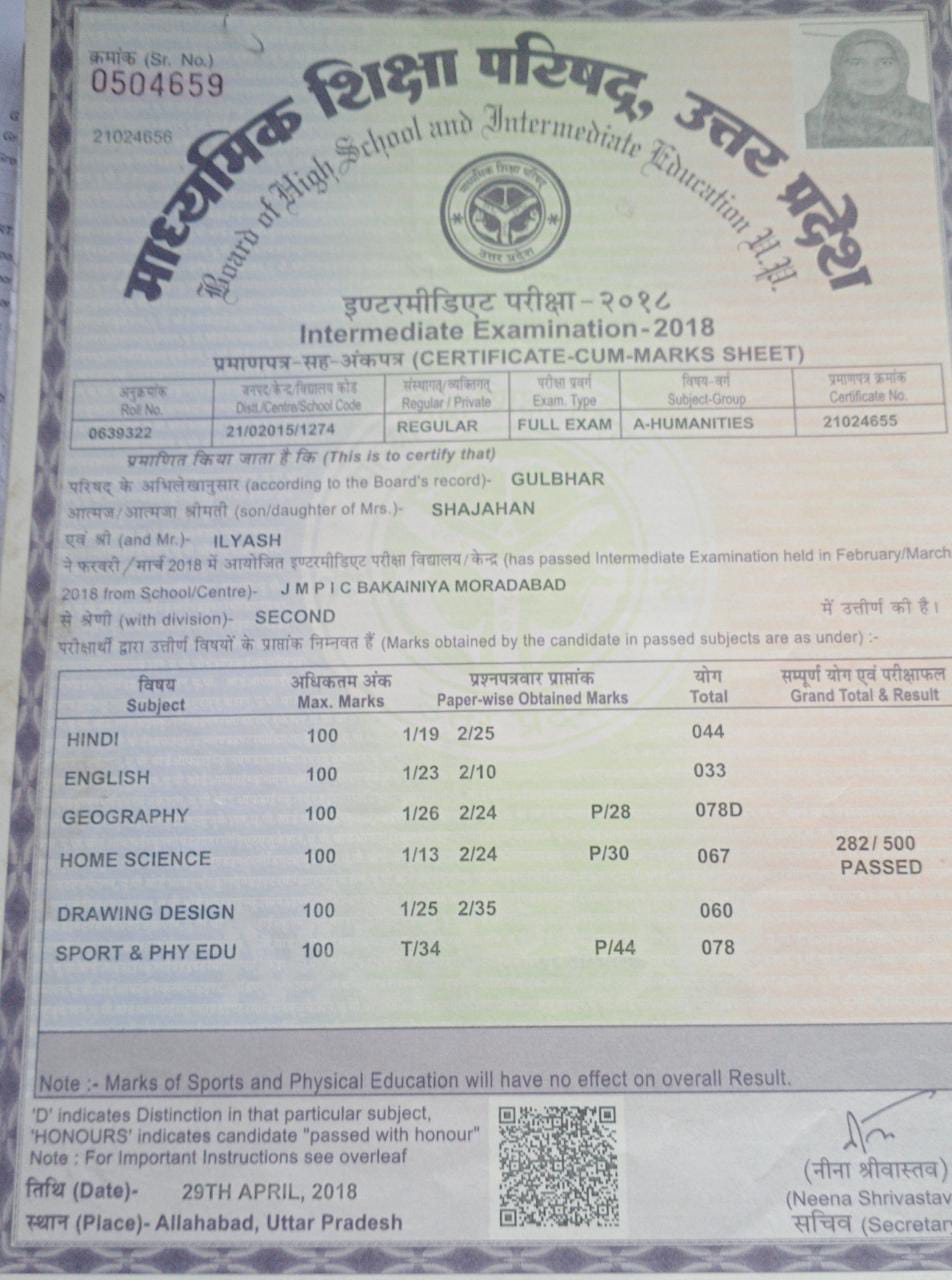 क्रमांक (Sr. No.)
0504659
21024656
माध्यमिक शिक्षा परिषद्, उत्तर प्रदेश
Board of High School and Intermediate Education U.P.
माध्यमिक शिक्षा परिषद्
उत्तर प्रदेश
इण्टरमीडिएट परीक्षा - २०१८
Intermediate Examination - 2018
प्रमाणपत्र-सह-अंकपत्र (CERTIFICATE-CUM-MARKS SHEET)
अनुक्रमांक जनपद/केन्द्र/विद्यालय कोड संस्थागत/व्यक्तिगत परीक्षा प्रवर्ग विषय-वर्ग प्रमाणपत्र क्रमांक
Roll No. Distt./Centre/School Code Regular / Private Exam. Type Subject-Group Certificate No.
0639322 21/02015/1274 REGULAR FULL EXAM A-HUMANITIES 21024655
प्रमाणित किया जाता है कि (This is to certify that)
परिषद् के अभिलेखानुसार (according to the Board's record)- GULBHAR
आत्मज/आत्मजा श्रीमती (son/daughter of Mrs.)- SHAJAHAN
एवं श्री (and Mr.)- ILYASH
ने फरवरी/मार्च 2018 में आयोजित इण्टरमीडिएट परीक्षा विद्यालय/केन्द्र (has passed Intermediate Examination held in February/March
2018 from School/Centre)- J M P I C BAKAINIYA MORADABAD
से श्रेणी (with division)- SECOND में उत्तीर्ण की है।
परीक्षार्थी द्वारा उत्तीर्ण विषयों के प्राप्तांक निम्नवत हैं (Marks obtained by the candidate in passed subjects are as under) :-
विषय अधिकतम अंक प्रश्नपत्रवार प्राप्तांक योग सम्पूर्ण योग एवं परीक्षाफल
Subject Max. Marks Paper-wise Obtained Marks Total Grand Total & Result
HINDI 100 1/19 2/25 044
ENGLISH 100 1/23 2/10 033
GEOGRAPHY 100 1/26 2/24 P/28 078D
HOME SCIENCE 100 1/13 2/24 P/30 067 282/ 500
PASSED
DRAWING DESIGN 100 1/25 2/35 060
SPORT & PHY EDU 100 T/34 P/44 078
Note :- Marks of Sports and Physical Education will have no effect on overall Result.
'D' indicates Distinction in that particular subject,
'HONOURS' indicates candidate "passed with honour"
Note : For Important Instructions see overleaf
तिथि (Date)- 29TH APRIL, 2018
स्थान (Place)- Allahabad, Uttar Pradesh
(नीना श्रीवास्तव)
(Neena Shrivastav
सचिव (Secretar